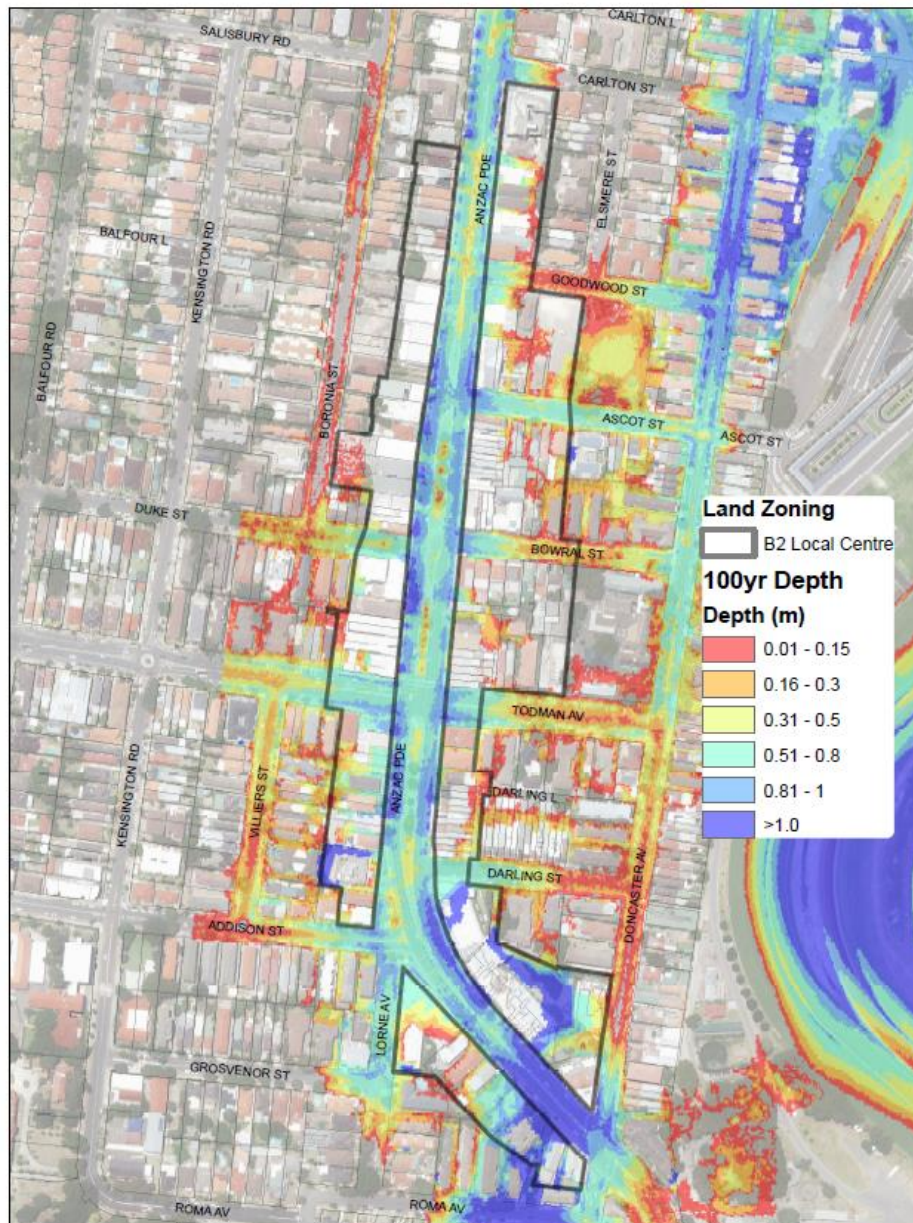 CARLTON L
SALISBURY RD
CARLTON ST
ANZAC PDE
ELSMERE ST
BALFOUR L
KENSINGTON RD
GOODWOOD ST
BALFOUR RD
BORONIA ST
ASCOT ST
ASCOT ST
DUKE ST
BOWRAL ST
Land Zoning
B2 Local Centre
100yr Depth
Depth (m)
0.01 - 0.15
0.16 - 0.3
0.31 - 0.5
0.51 - 0.8
0.81 - 1
>1.0
TODMAN AV
KENSINGTON RD
VILLIERS ST
ANZAC PDE
DARLING L
DARLING ST
DONCASTER AV
ADDISON ST
LORNE AV
GROSVENOR ST
ROMA AV
ROMA AV